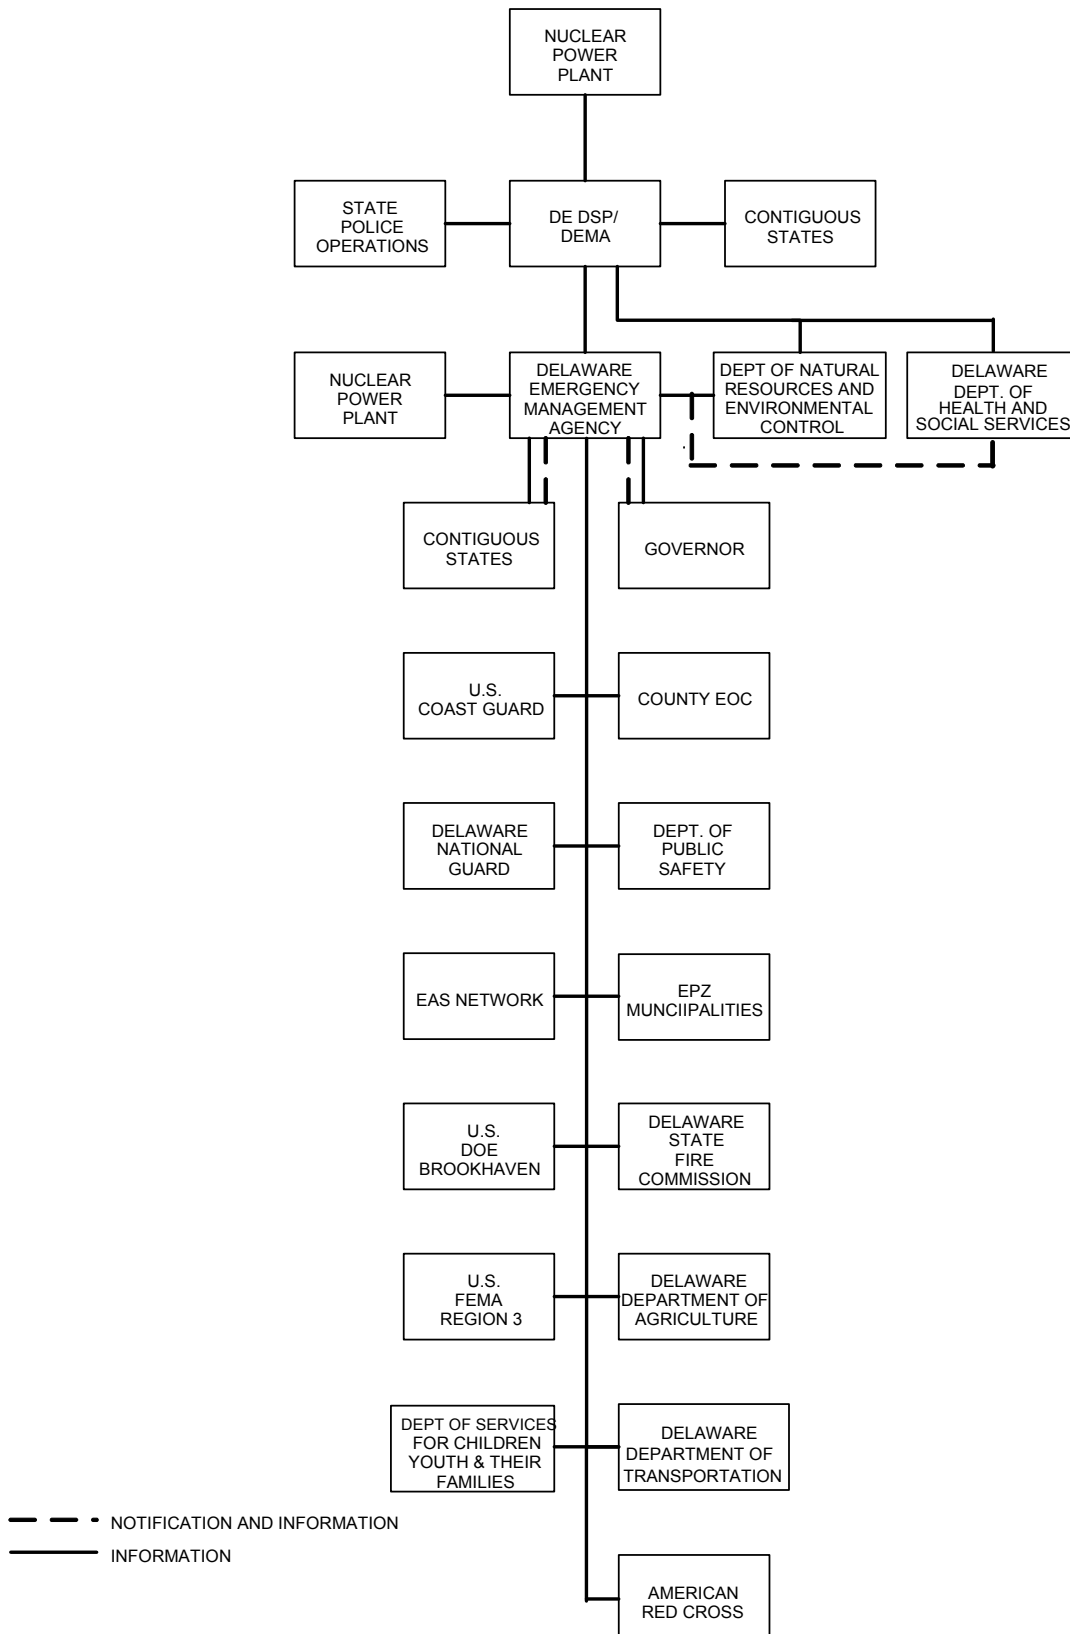 NUCLEAR
POWER
PLANT
STATE
POLICE
OPERATIONS
DE DSP/
DEMA
CONTIGUOUS
STATES
NUCLEAR
POWER
PLANT
DELAWARE
EMERGENCY
MANAGEMENT
AGENCY
DEPT OF NATURAL
RESOURCES AND
ENVIRONMENTAL
CONTROL
DELAWARE
DEPT. OF
HEALTH AND
SOCIAL SERVICES
CONTIGUOUS
STATES
GOVERNOR
U.S.
COAST GUARD
COUNTY EOC
DELAWARE
NATIONAL
GUARD
DEPT. OF
PUBLIC
SAFETY
EAS NETWORK
EPZ
MUNCIIPALITIES
U.S.
DOE
BROOKHAVEN
DELAWARE
STATE
FIRE
COMMISSION
U.S.
FEMA
REGION 3
DELAWARE
DEPARTMENT OF
AGRICULTURE
DEPT OF SERVICES
FOR CHILDREN
YOUTH & THEIR
FAMILIES
DELAWARE
DEPARTMENT OF
TRANSPORTATION
NOTIFICATION AND INFORMATION
INFORMATION
AMERICAN
RED CROSS